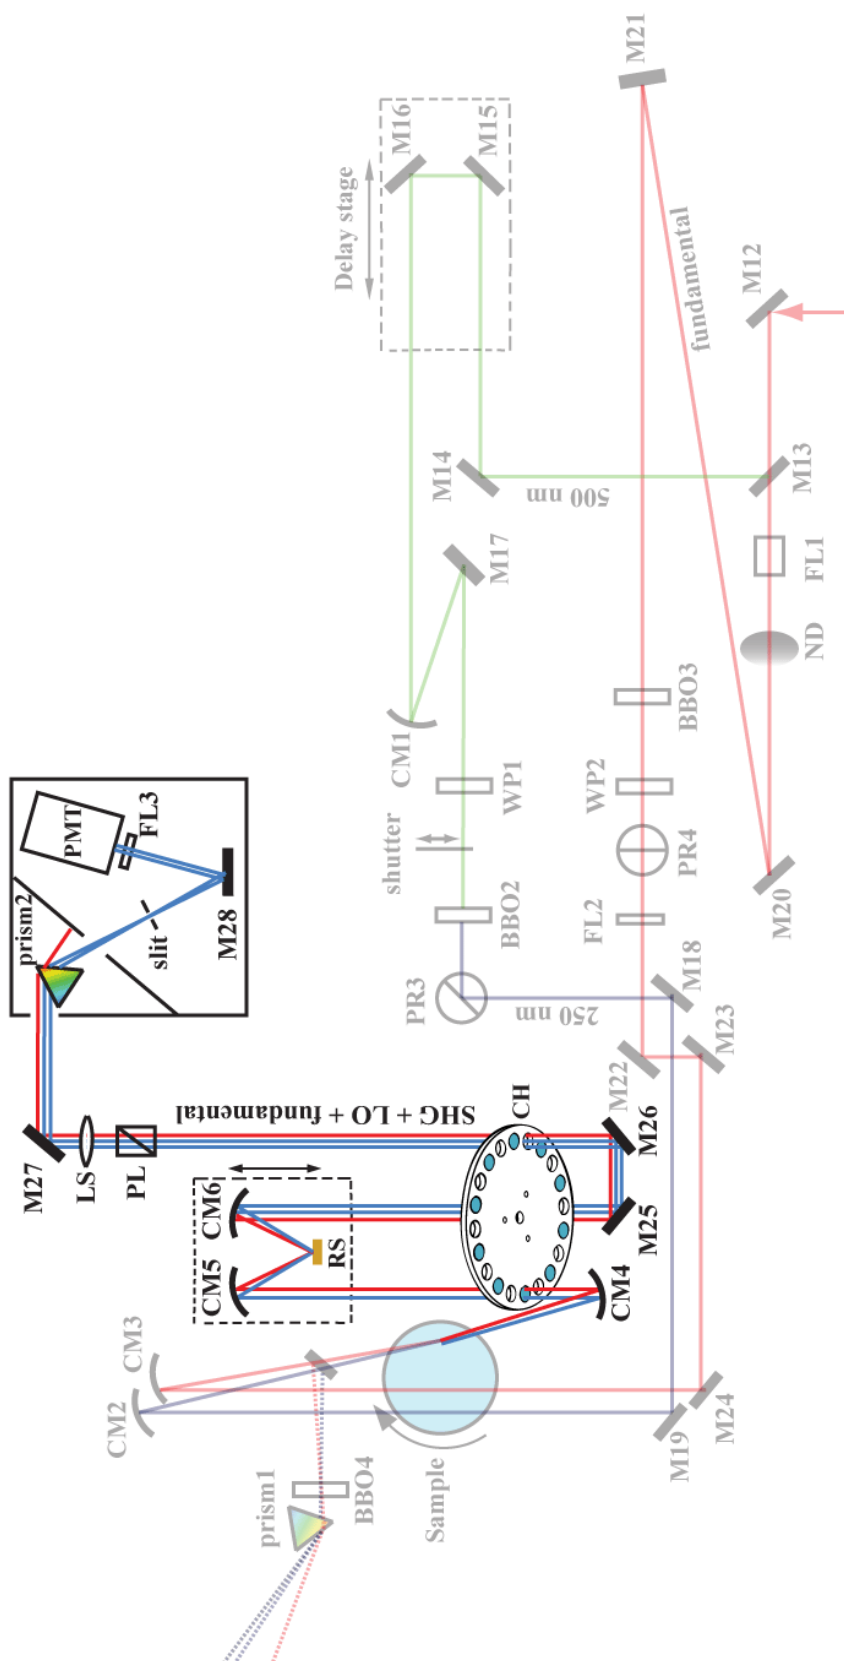 M21
M16
M15
Delay stage
M12
fundamental
M14
500 nm
M13
M17
FL1
ND
CM1
BBO3
WP1
WP2
shutter
PR4
BBO2
FL2
M20
PR3
250 nm
M18
M22
M23
PMT
FL3
prism2
slit
M28
M27
LS
PL
SHG + LO + fundamental
CH
M26
M25
CM6
CM5
RS
CM4
CM3
CM2
M24
M19
prism1
BBO4
Sample